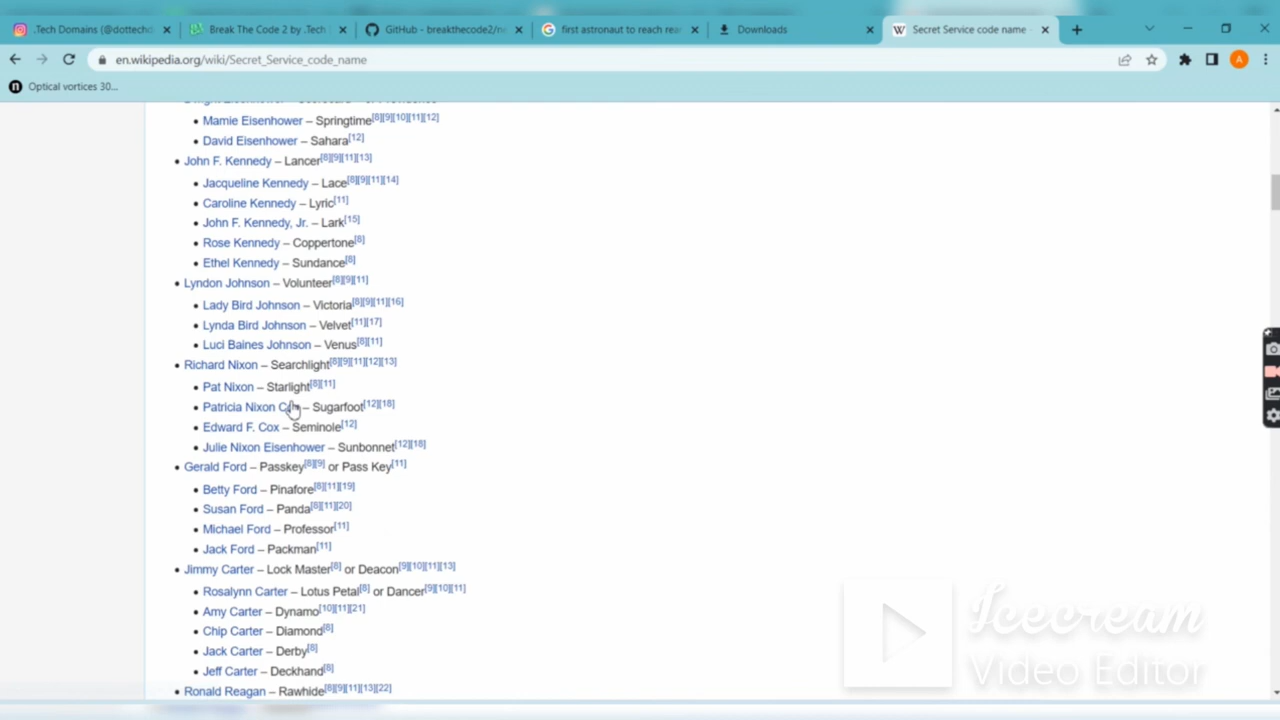 .Tech Domains (@dottechd
Break The Code 2 by .Tech
GitHub - breakthecode2/ne
first astronaut to reach rear
Downloads
Secret Service code name
en.wikipedia.org/wiki/Secret_Service_code_name
A
Optical vortices 30...
Mamie Eisenhower – Springtime[8][9][10][11][12]
David Eisenhower – Sahara[12]
John F. Kennedy – Lancer[8][9][11][13]
Jacqueline Kennedy – Lace[8][9][11][14]
Caroline Kennedy – Lyric[11]
John F. Kennedy, Jr. – Lark[15]
Rose Kennedy – Coppertone[8]
Ethel Kennedy – Sundance[8]
Lyndon Johnson – Volunteer[8][9][11]
Lady Bird Johnson – Victoria[8][9][11][16]
Lynda Bird Johnson – Velvet[11][17]
Luci Baines Johnson – Venus[8][11]
Richard Nixon – Searchlight[8][9][11][12][13]
Pat Nixon – Starlight[8][11]
Patricia Nixon – Sugarfoot[12][18]
Edward F. Cox – Seminole[12]
Julie Nixon Eisenhower – Sunbonnet[12][18]
Gerald Ford – Passkey[8][9] or Pass Key[11]
Betty Ford – Pinafore[8][11][19]
Susan Ford – Panda[8][11][20]
Michael Ford – Professor[11]
Jack Ford – Packman[11]
Jimmy Carter – Lock Master[8] or Deacon[9][10][11][13]
Rosalynn Carter – Lotus Petal[8] or Dancer[9][10][11]
Amy Carter – Dynamo[10][11][21]
Chip Carter – Diamond[8]
Jack Carter – Derby[8]
Jeff Carter – Deckhand[8]
Ronald Reagan – Rawhide[8][9][11][13][22]
Icecream
Video Editor